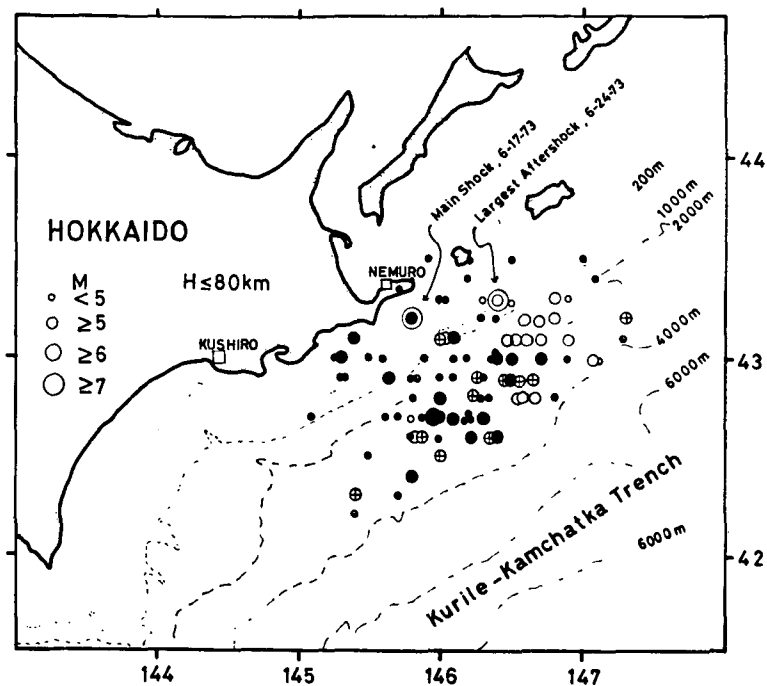 HOKKAIDO
M
< 5
≥5
≥6
≥7
H≤80km
KUSHIRO
NEMURO
Main Shock, 6-17-73
Largest Aftershock, 6-24-73
200m
1000m
2000m
4000m
6000m
Kurile-Kamchatka Trench
6000m
44
43
42
144
145
146
147